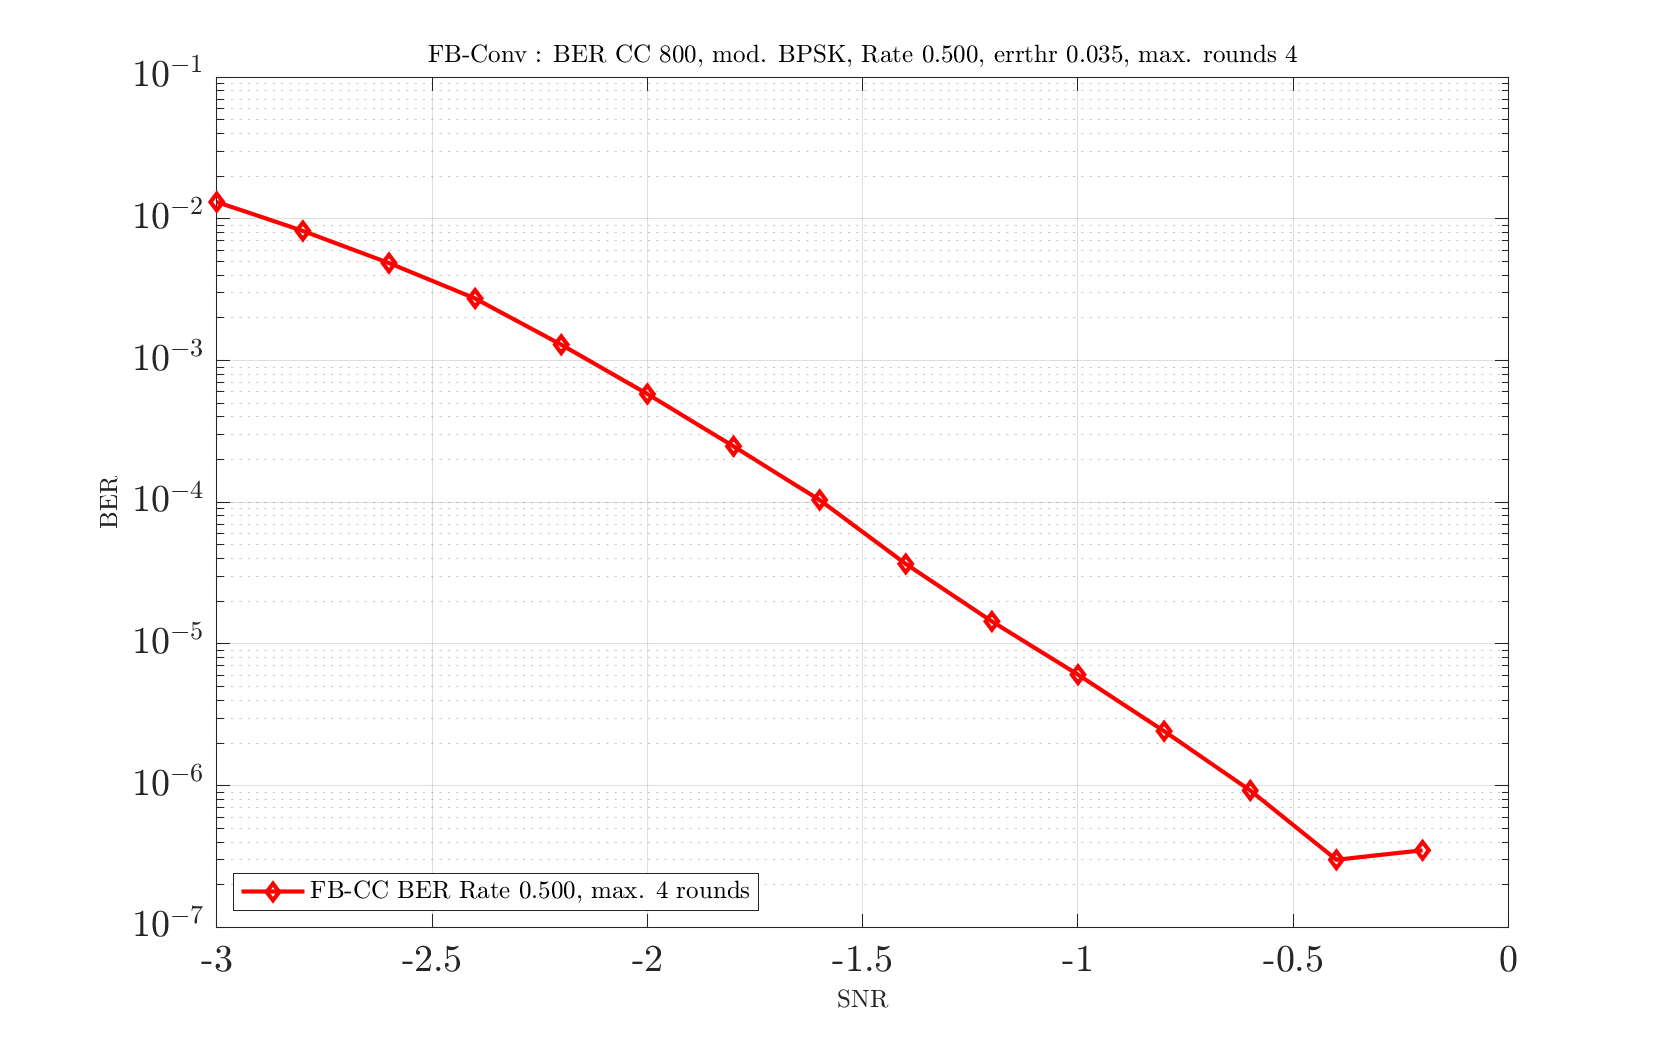 FB-Conv : BER CC 800, mod. BPSK, Rate 0.500, errthr 0.035, max. rounds 4
10^−1
10^−2
10^−3
10^−4
10^−5
10^−6
10^−7
BER
FB-CC BER Rate 0.500, max. 4 rounds
-3 -2.5 -2 -1.5 -1 -0.5 0
SNR